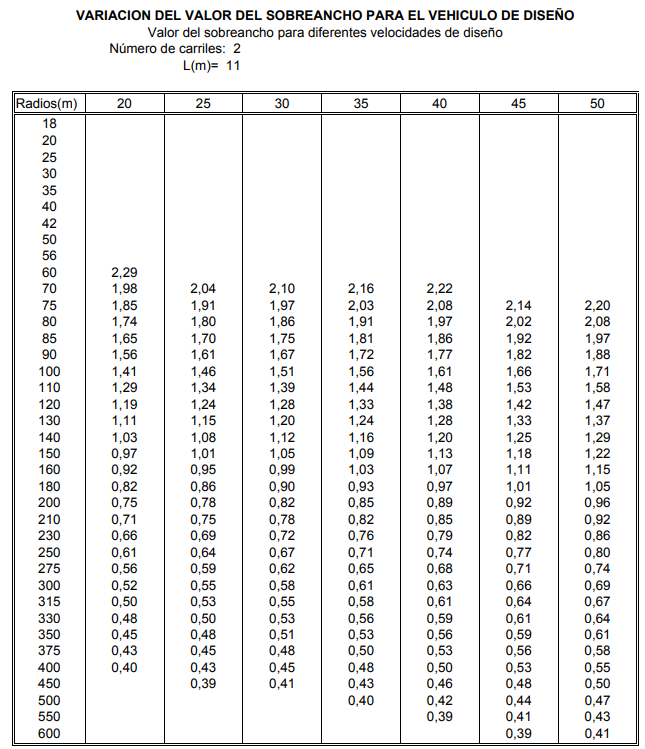 VARIACION DEL VALOR DEL SOBREANCHO PARA EL VEHICULO DE DISEÑO
Valor del sobreancho para diferentes velocidades de diseño
Número de carriles: 2
L(m)= 11
Radios(m) 20 25 30 35 40 45 50
18
20
25
30
35
40
42
50
56
60 2,29
70 1,98 2,04 2,10 2,16 2,22
75 1,85 1,91 1,97 2,03 2,08 2,14 2,20
80 1,74 1,80 1,86 1,91 1,97 2,02 2,08
85 1,65 1,70 1,75 1,81 1,86 1,92 1,97
90 1,56 1,61 1,67 1,72 1,77 1,82 1,88
100 1,41 1,46 1,51 1,56 1,61 1,66 1,71
110 1,29 1,34 1,39 1,44 1,48 1,53 1,58
120 1,19 1,24 1,28 1,33 1,38 1,42 1,47
130 1,11 1,15 1,20 1,24 1,28 1,33 1,37
140 1,03 1,08 1,12 1,16 1,20 1,25 1,29
150 0,97 1,01 1,05 1,09 1,13 1,18 1,22
160 0,92 0,95 0,99 1,03 1,07 1,11 1,15
180 0,82 0,86 0,90 0,93 0,97 1,01 1,05
200 0,75 0,78 0,82 0,85 0,89 0,92 0,96
210 0,71 0,75 0,78 0,82 0,85 0,89 0,92
230 0,66 0,69 0,72 0,76 0,79 0,82 0,86
250 0,61 0,64 0,67 0,71 0,74 0,77 0,80
275 0,56 0,59 0,62 0,65 0,68 0,71 0,74
300 0,52 0,55 0,58 0,61 0,63 0,66 0,69
315 0,50 0,53 0,55 0,58 0,61 0,64 0,67
330 0,48 0,50 0,53 0,56 0,59 0,61 0,64
350 0,45 0,48 0,51 0,53 0,56 0,59 0,61
375 0,43 0,45 0,48 0,50 0,53 0,56 0,58
400 0,40 0,43 0,45 0,48 0,50 0,53 0,55
450 0,39 0,41 0,43 0,46 0,48 0,50
500 0,40 0,42 0,44 0,47
550 0,39 0,41 0,43
600 0,39 0,41